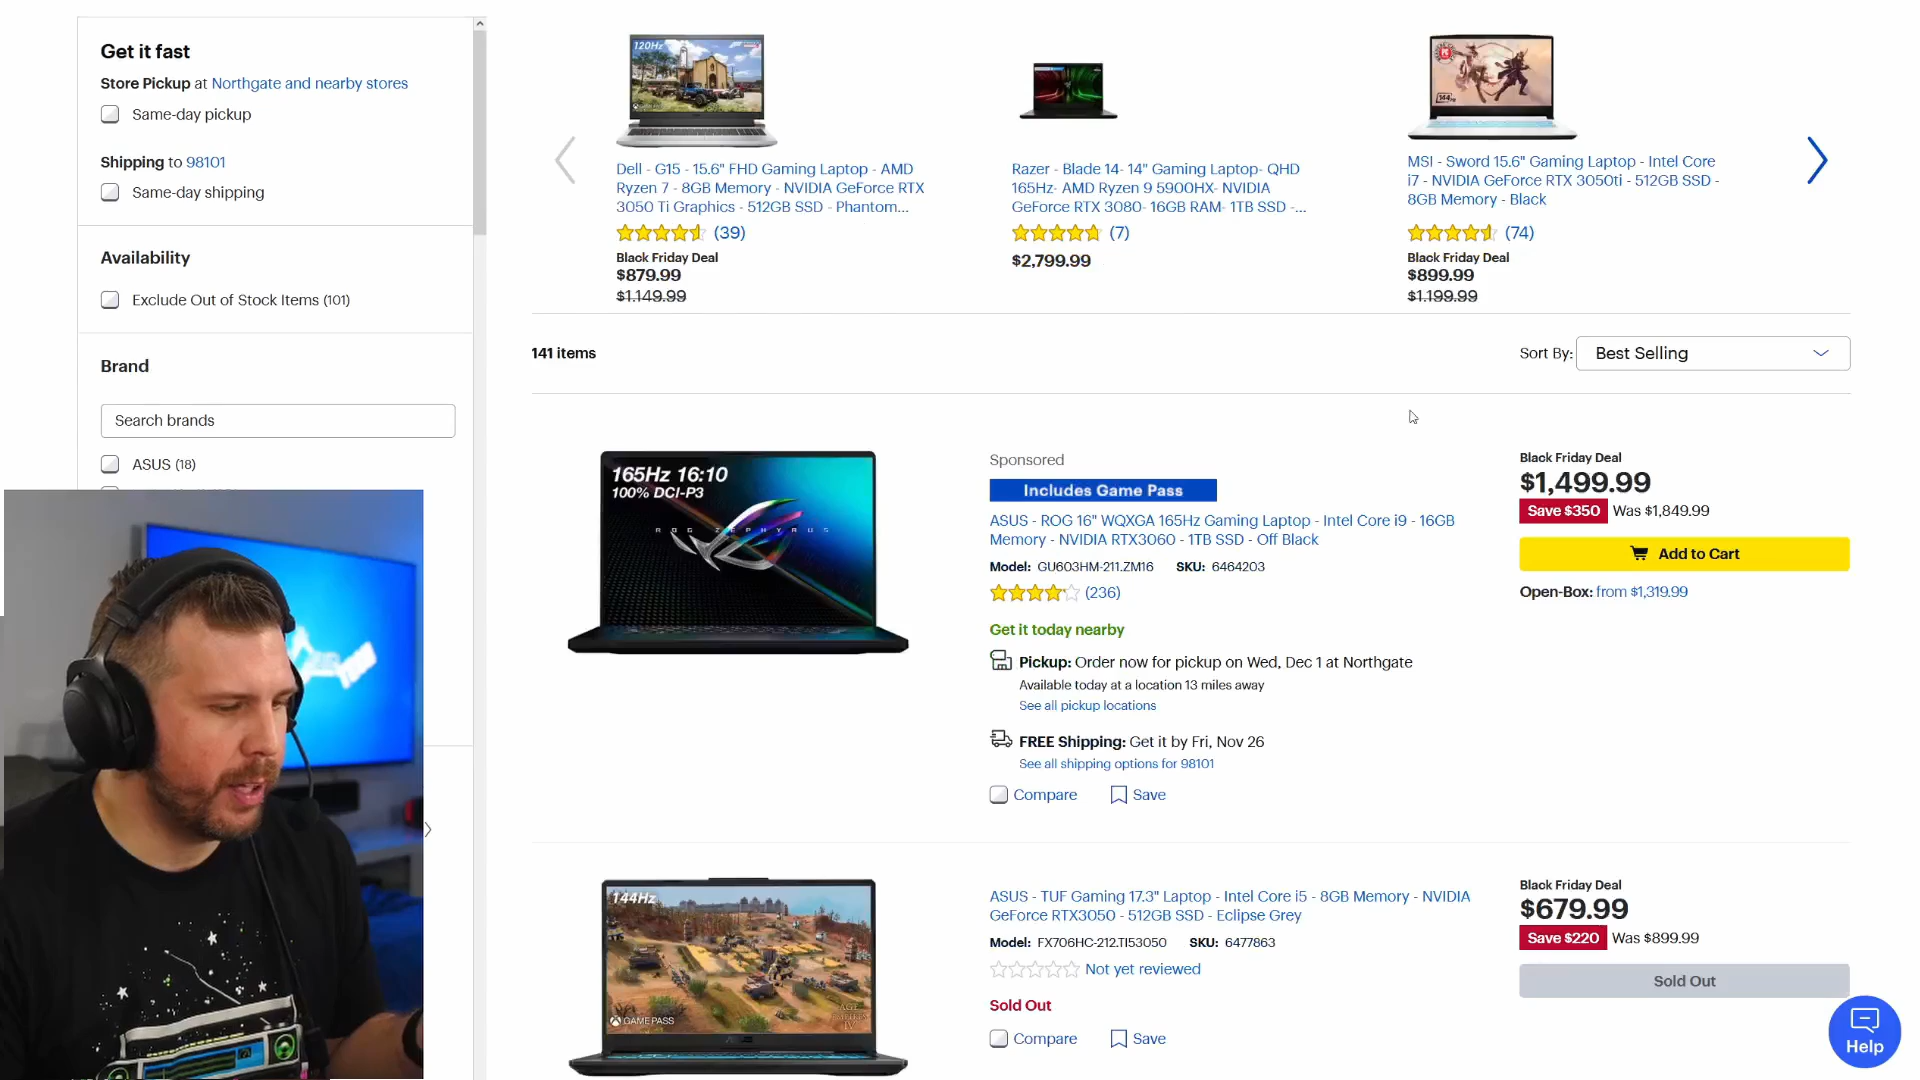 Get it fast
Store Pickup at Northgate and nearby stores
Same-day pickup
Shipping to 98101
Same-day shipping
Availability
Exclude Out of Stock Items (101)
Brand
Search brands
ASUS (18)
120Hz
Dell - G15 - 15.6" FHD Gaming Laptop - AMD
Ryzen 7 - 8GB Memory - NVIDIA GeForce RTX
3050 Ti Graphics - 512GB SSD - Phantom...
(39)
Black Friday Deal
$879.99
$1,149.99
Razer - Blade 14- 14" Gaming Laptop- QHD
165Hz- AMD Ryzen 9 5900HX- NVIDIA
GeForce RTX 3080- 16GB RAM- 1TB SSD -...
(7)
$2,799.99
144Hz
MSI - Sword 15.6" Gaming Laptop - Intel Core
i7 - NVIDIA GeForce RTX 3050ti - 512GB SSD -
8GB Memory - Black
(74)
Black Friday Deal
$899.99
$1,199.99
141 items
Sort By: Best Selling
165Hz 16:10
100% DCI-P3
ROG ZEPHYRUS
Sponsored
Includes Game Pass
ASUS - ROG 16" WQXGA 165Hz Gaming Laptop - Intel Core i9 - 16GB
Memory - NVIDIA RTX3060 - 1TB SSD - Off Black
Model: GU603HM-211.ZM16 SKU: 6464203
(236)
Get it today nearby
Pickup: Order now for pickup on Wed, Dec 1 at Northgate
Available today at a location 13 miles away
See all pickup locations
FREE Shipping: Get it by Fri, Nov 26
See all shipping options for 98101
Compare Save
Black Friday Deal
$1,499.99
Save $350 Was $1,849.99
Add to Cart
Open-Box: from $1,319.99
144Hz
GAME PASS
ASUS - TUF Gaming 17.3" Laptop - Intel Core i5 - 8GB Memory - NVIDIA
GeForce RTX3050 - 512GB SSD - Eclipse Grey
Model: FX706HC-212.TI53050 SKU: 6477863
Not yet reviewed
Sold Out
Compare Save
Black Friday Deal
$679.99
Save $220 Was $899.99
Sold Out
Help